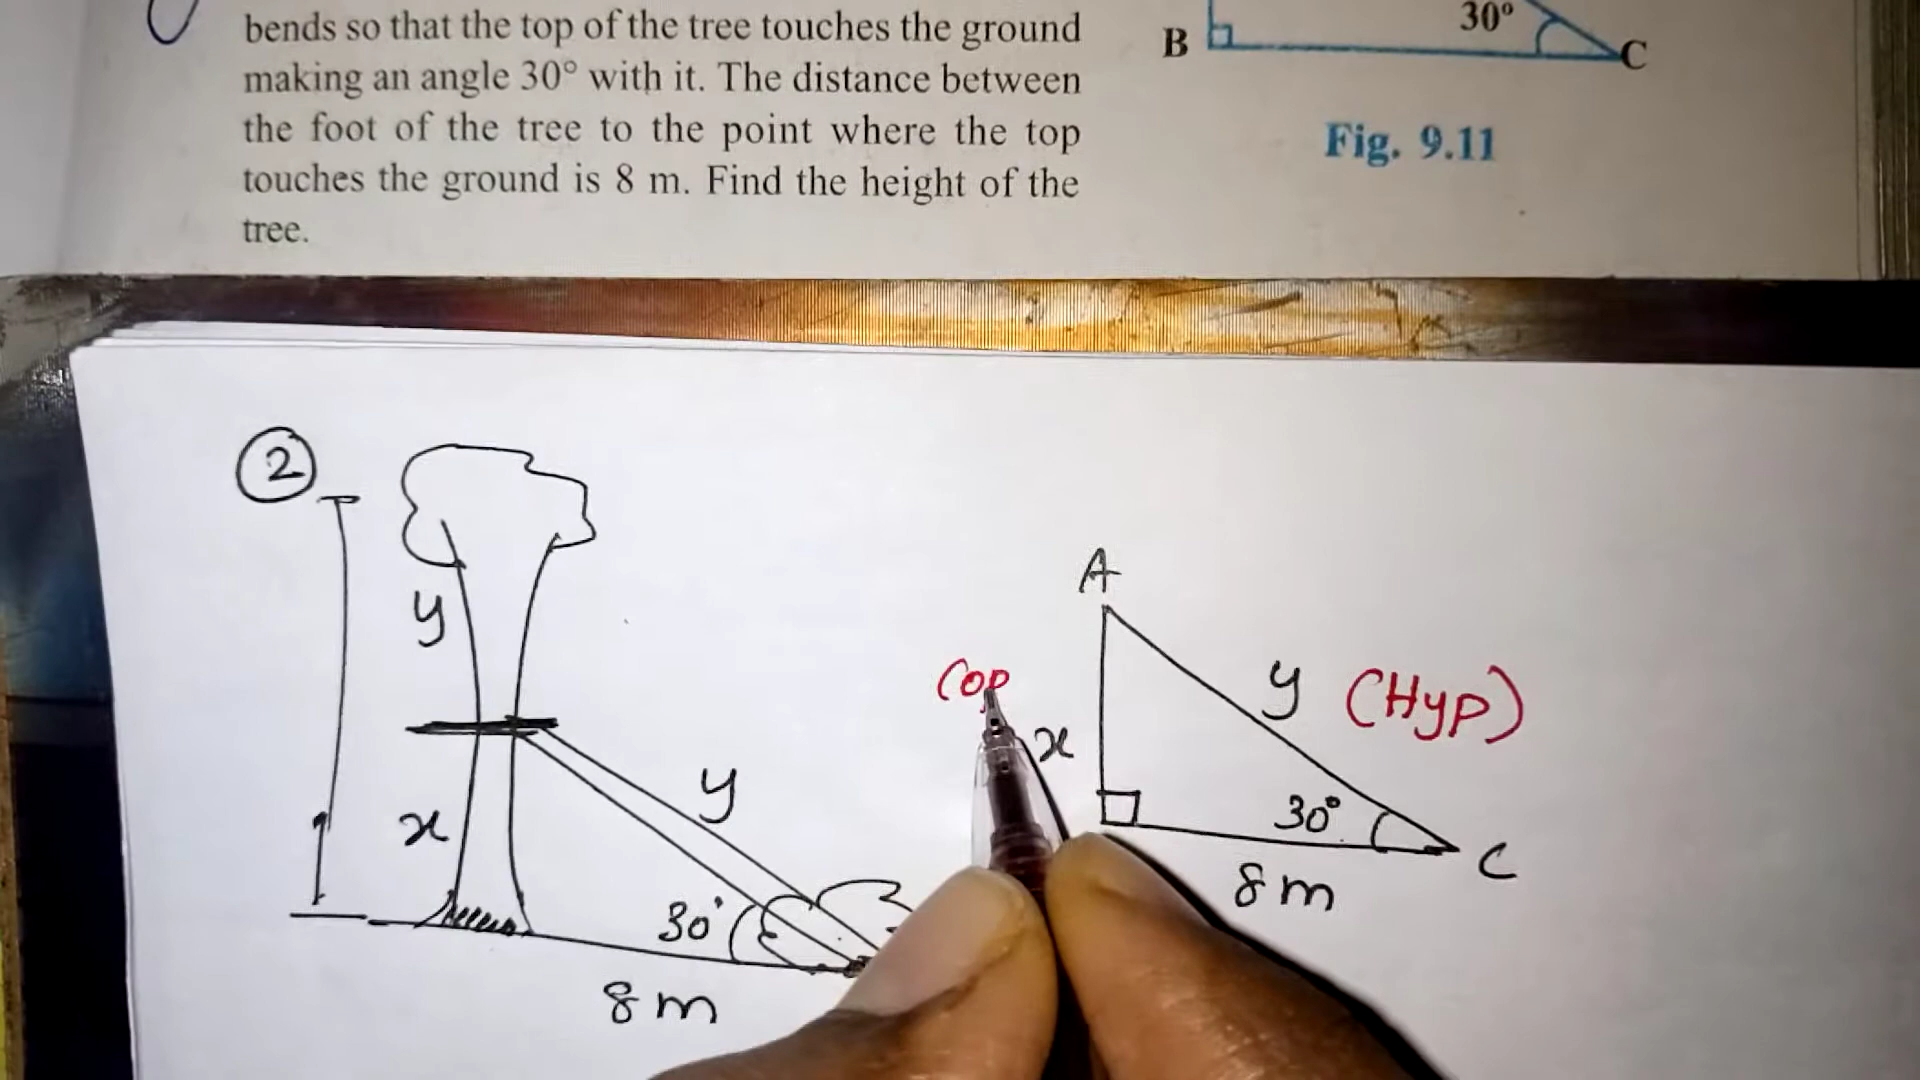 bends so that the top of the tree touches the ground
making an angle 30° with it. The distance between
the foot of the tree to the point where the top
touches the ground is 8 m. Find the height of the
tree.
30°
B
C
Fig. 9.11
2
y
x
y
30°
8 m
A
(Op
x
y (Hyp)
30°
C
8 m